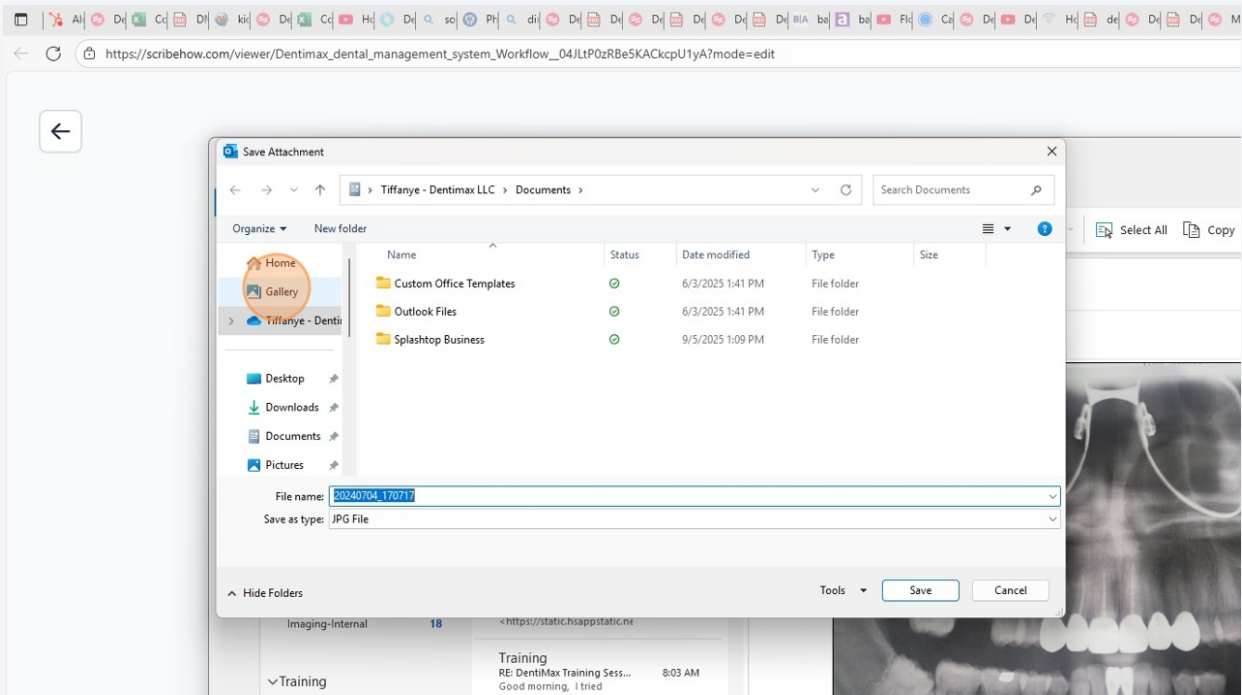 https://scribehow.com/viewer/Dentimax_dental_management_system_Workflow__04JLtP0zRBe5KACkcpU1yA?mode=edit
Save Attachment
Tiffanye - Dentimax LLC > Documents >
Search Documents
Organize
New folder
Select All
Copy
Home
Gallery
Tiffanye - Denti
Desktop
Downloads
Documents
Pictures
Name Status Date modified Type Size
Custom Office Templates 6/3/2025 1:41 PM File folder
Outlook Files 6/3/2025 1:41 PM File folder
Splashtop Business 9/5/2025 1:09 PM File folder
File name: 20240704_170717
Save as type: JPG File
Hide Folders
Tools
Save
Cancel
Imaging-Internal 18
<https://static.hsappstatic.ne
Training
RE: DentiMax Training Sess... 8:03 AM
Good morning, I tried
Training